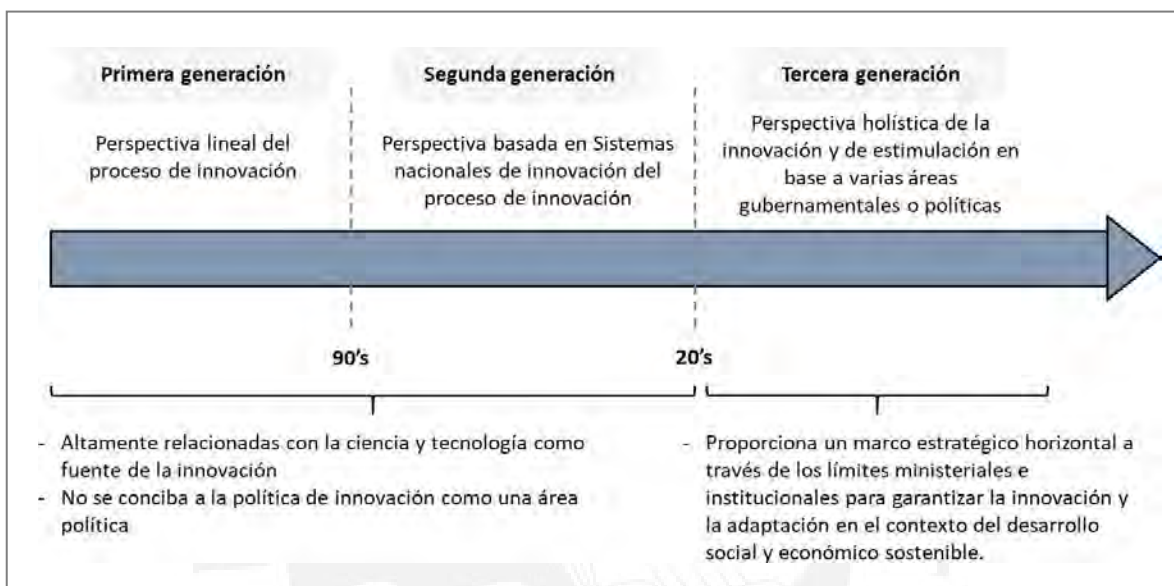 Primera generación
Perspectiva lineal del
proceso de innovación
Segunda generación
Perspectiva basada en Sistemas
nacionales de innovación del
proceso de innovación
Tercera generación
Perspectiva holística de la
innovación y de estimulación en
base a varias áreas
gubernamentales o políticas
90's
20's
- Altamente relacionadas con la ciencia y tecnología como
fuente de la innovación
- No se conciba a la política de innovación como una área
política
- Proporciona un marco estratégico horizontal a
través de los límites ministeriales e
institucionales para garantizar la innovación y
la adaptación en el contexto del desarrollo
social y económico sostenible.